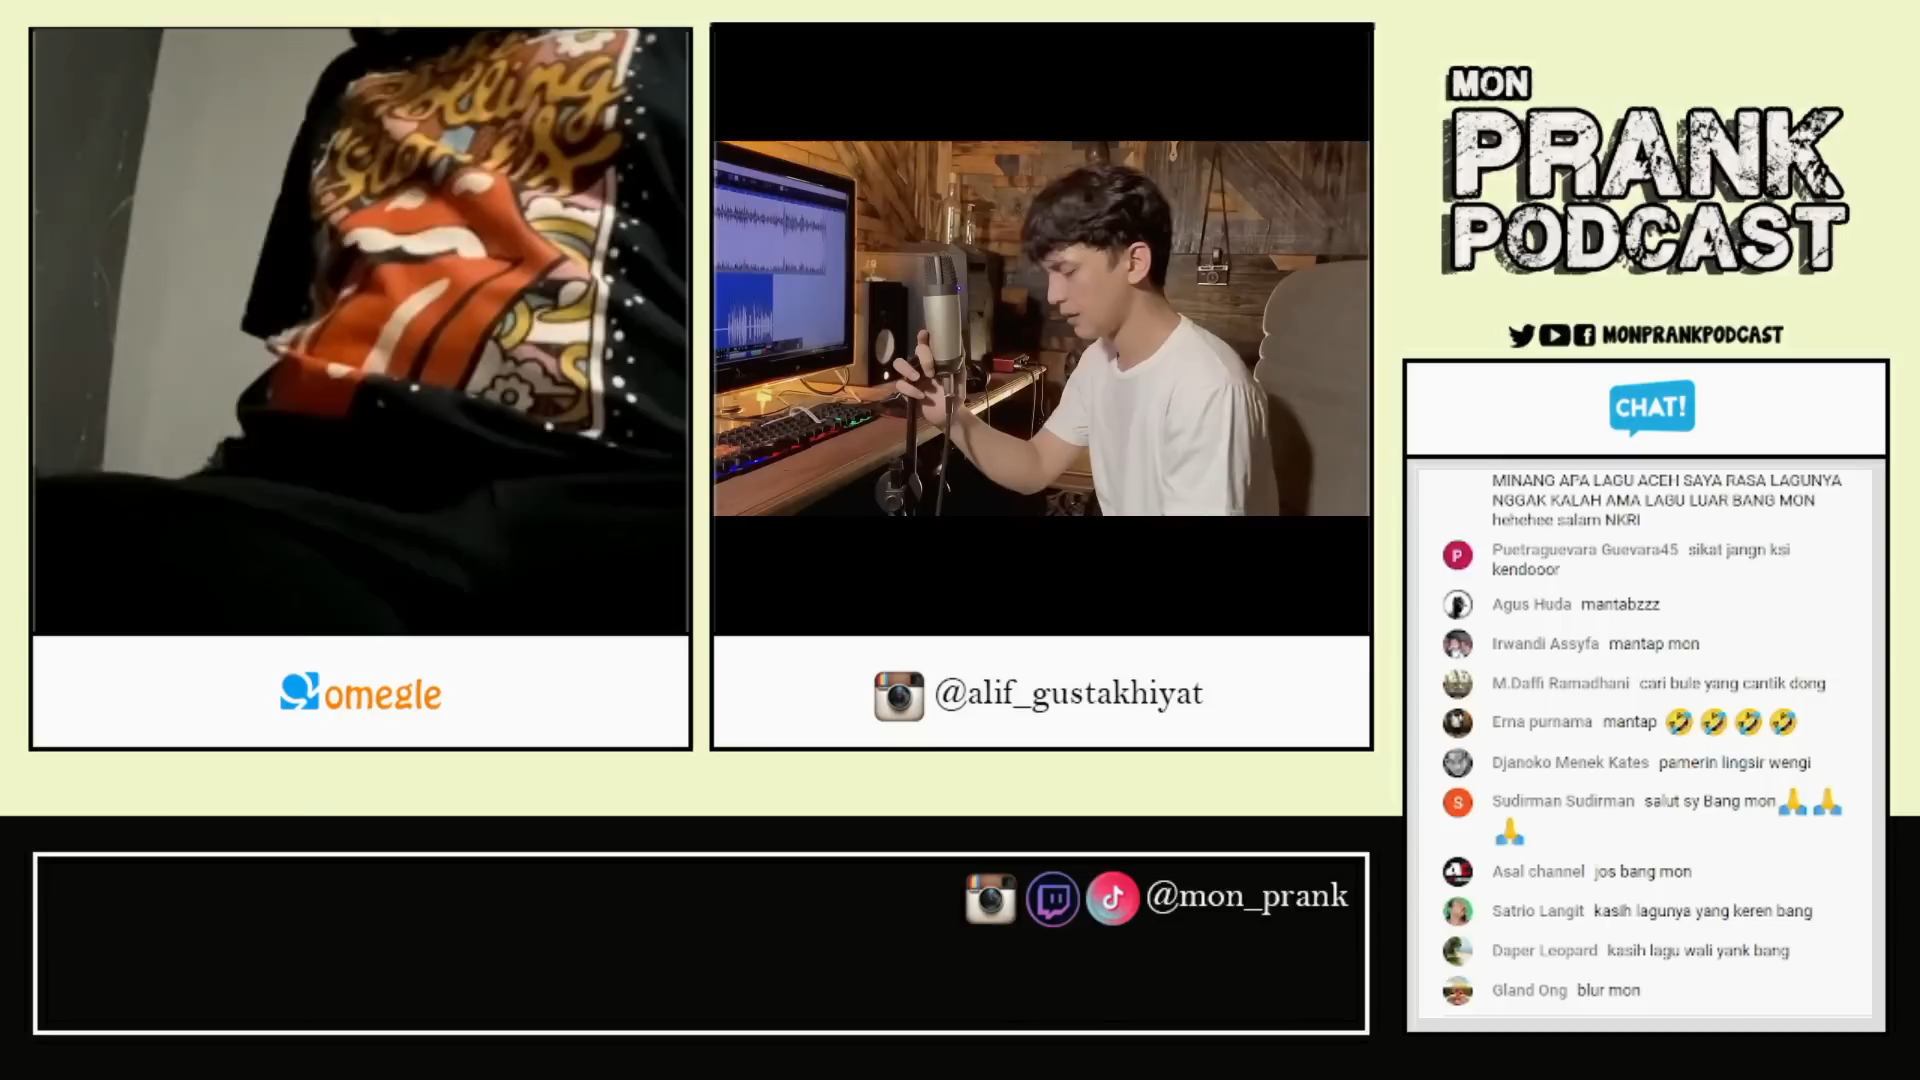 The Rolling
Stones
omegle
@alif_gustakhiyat
MON
PRANK
PODCAST
MONPRANKPODCAST
CHAT!
MINANG APA LAGU ACEH SAYA RASA LAGUNYA
NGGAK KALAH AMA LAGU LUAR BANG MON
hehehee salam NKRI
P
Puetraguevara Guevara45 sikat jangn ksi
kendooor
Agus Huda mantabzzz
Irwandi Assyfa mantap mon
M.Daffi Ramadhani cari bule yang cantik dong
Erna purnama mantap 🤣🤣🤣🤣
Djanoko Menek Kates pamerin lingsir wengi
S
Sudirman Sudirman salut sy Bang mon🙏🙏
🙏
Asal channel jos bang mon
Satrio Langit kasih lagunya yang keren bang
Daper Leopard kasih lagu wali yank bang
Gland Ong blur mon
@mon_prank